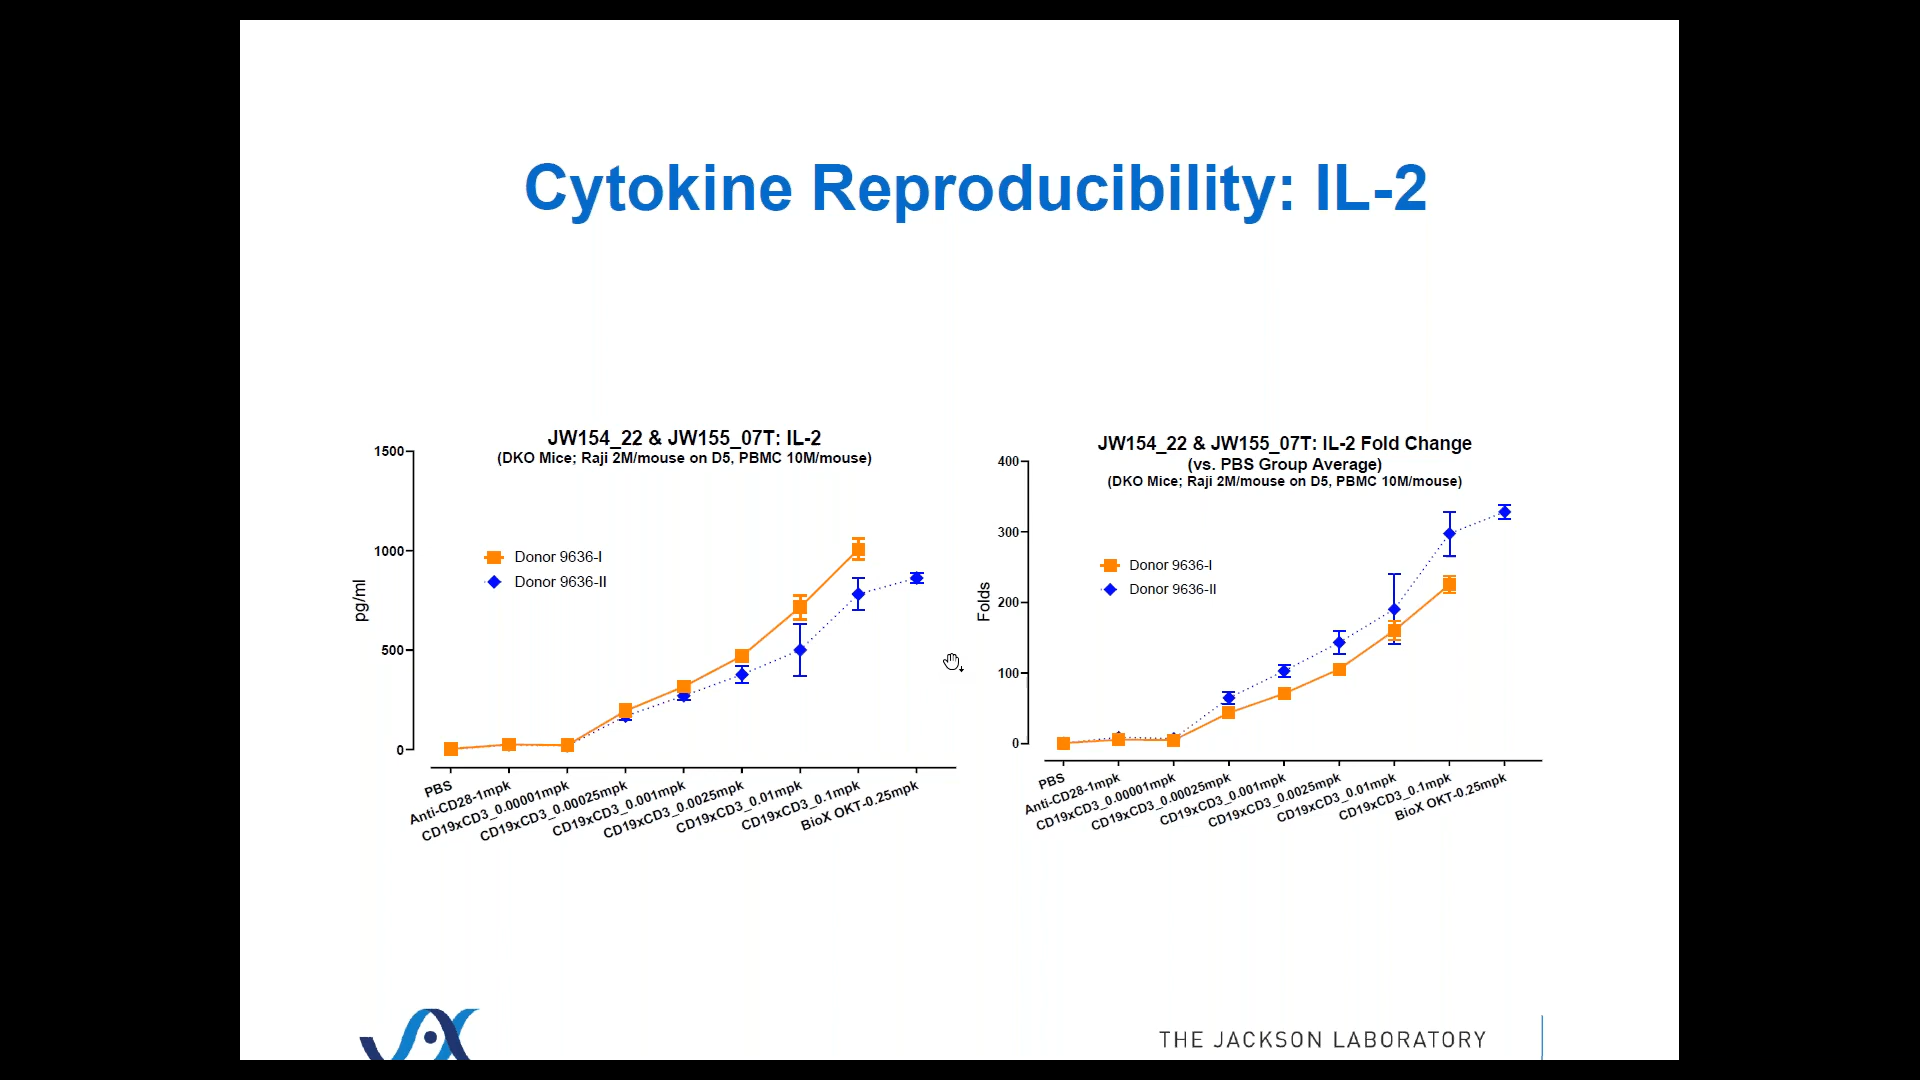 Cytokine Reproducibility: IL-2
JW154_22 & JW155_07T: IL-2
(DKO Mice; Raji 2M/mouse on D5, PBMC 10M/mouse)
1500
1000
500
0
pg/ml
Donor 9636-I
Donor 9636-II
PBS
Anti-CD28-1mpk
CD19xCD3_0.00001mpk
CD19xCD3_0.00025mpk
CD19xCD3_0.001mpk
CD19xCD3_0.0025mpk
CD19xCD3_0.01mpk
CD19xCD3_0.1mpk
BioX OKT-0.25mpk
JW154_22 & JW155_07T: IL-2 Fold Change
(vs. PBS Group Average)
(DKO Mice; Raji 2M/mouse on D5, PBMC 10M/mouse)
400
300
200
100
0
Folds
Donor 9636-I
Donor 9636-II
PBS
Anti-CD28-1mpk
CD19xCD3_0.00001mpk
CD19xCD3_0.00025mpk
CD19xCD3_0.001mpk
CD19xCD3_0.0025mpk
CD19xCD3_0.01mpk
CD19xCD3_0.1mpk
BioX OKT-0.25mpk
THE JACKSON LABORATORY